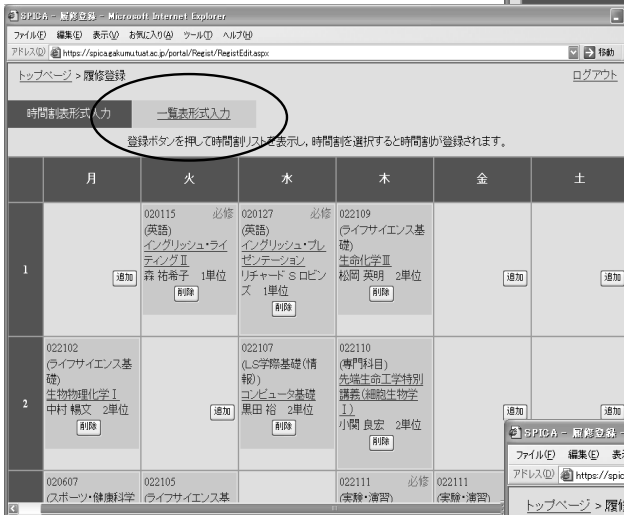 SPICA - 履修登録 - Microsoft Internet Explorer
ファイル(F) 編集(E) 表示(V) お気に入り(A) ツール(T) ヘルプ(H)
アドレス(D) https://spica.gakumu.tuat.ac.jp/portal/Regist/RegistEdit.aspx 移動
トップページ > 履修登録 ログアウト
時間割表形式入力 一覧表形式入力
登録ボタンを押して時間割リストを表示し、時間割を選択すると時間割が登録されます。
月 火 水 木 金 土
1
追加
020115 必修
(英語)
イングリッシュ・ライ
ティングⅡ
森 祐希子 1単位
削除
020127 必修
(英語)
イングリッシュ・プレ
ゼンテーション
リチャード S ロビン
ズ 1単位
削除
022109
(ライフサイエンス基
礎)
生命化学Ⅱ
松岡 英明 2単位
削除
追加
追加
2
022102
(ライフサイエンス基
礎)
生物物理化学Ⅰ
中村 暢文 2単位
削除
追加
022107
(LS学際基礎(情
報))
コンピュータ基礎
黒田 裕 2単位
削除
022110
(専門科目)
先端生命工学特別
講義(細胞生物学
Ⅰ)
小関 良宏 2単位
削除
追加
追加
020607
(スポーツ・健康科学
022105
(ライフサイエンス基
022111 必修
(実験・演習)
022111
(実験・演習)
SPICA - 履修登録 -
ファイル(F) 編集(E) 表
アドレス(D) https://spic
トップページ > 履修